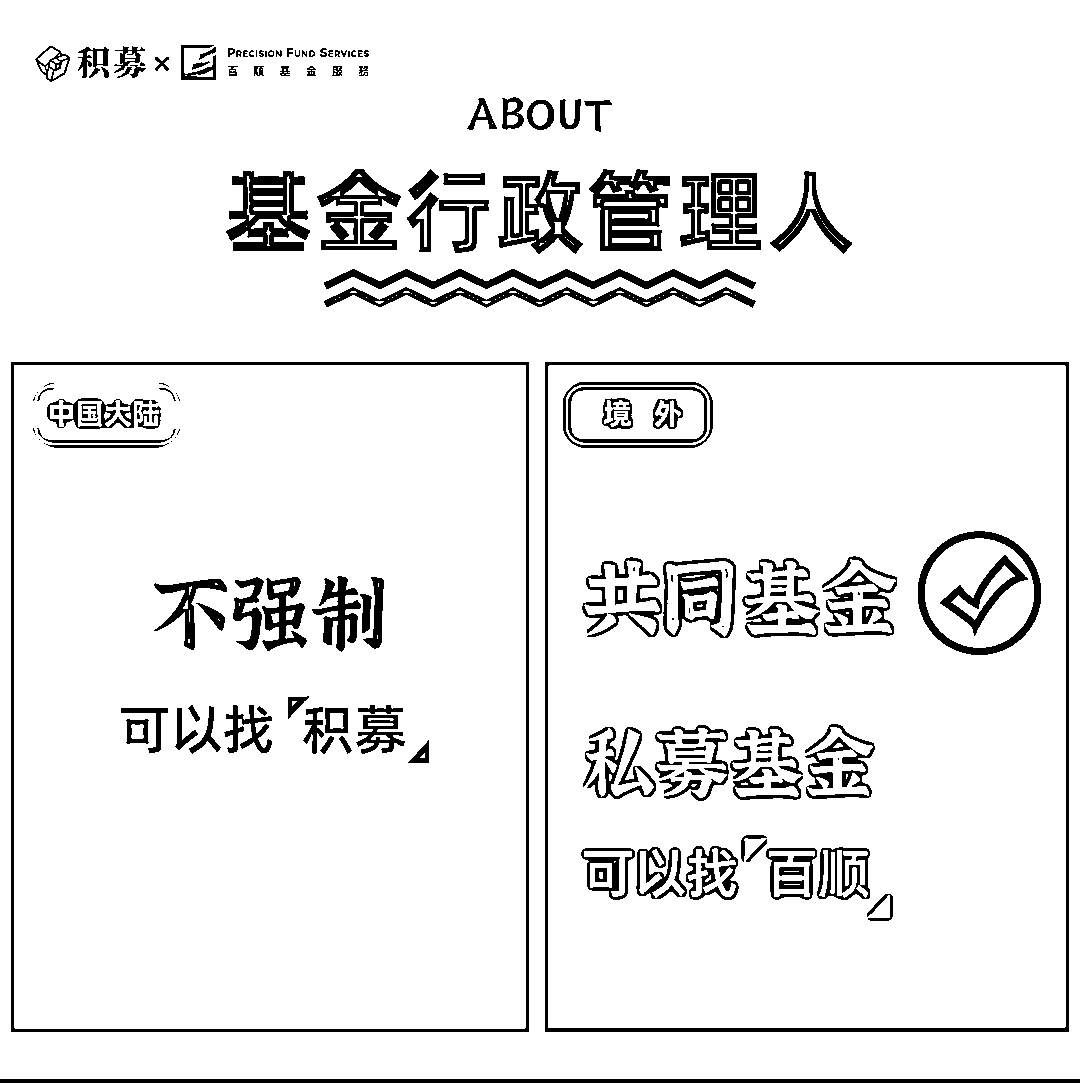 积募 × PRECISION FUND SERVICES
百順基金服務
ABOUT
基金行政管理人
中国大陆
不强制
可以找「积募」
境外
共同基金
私募基金
可以找「百顺」